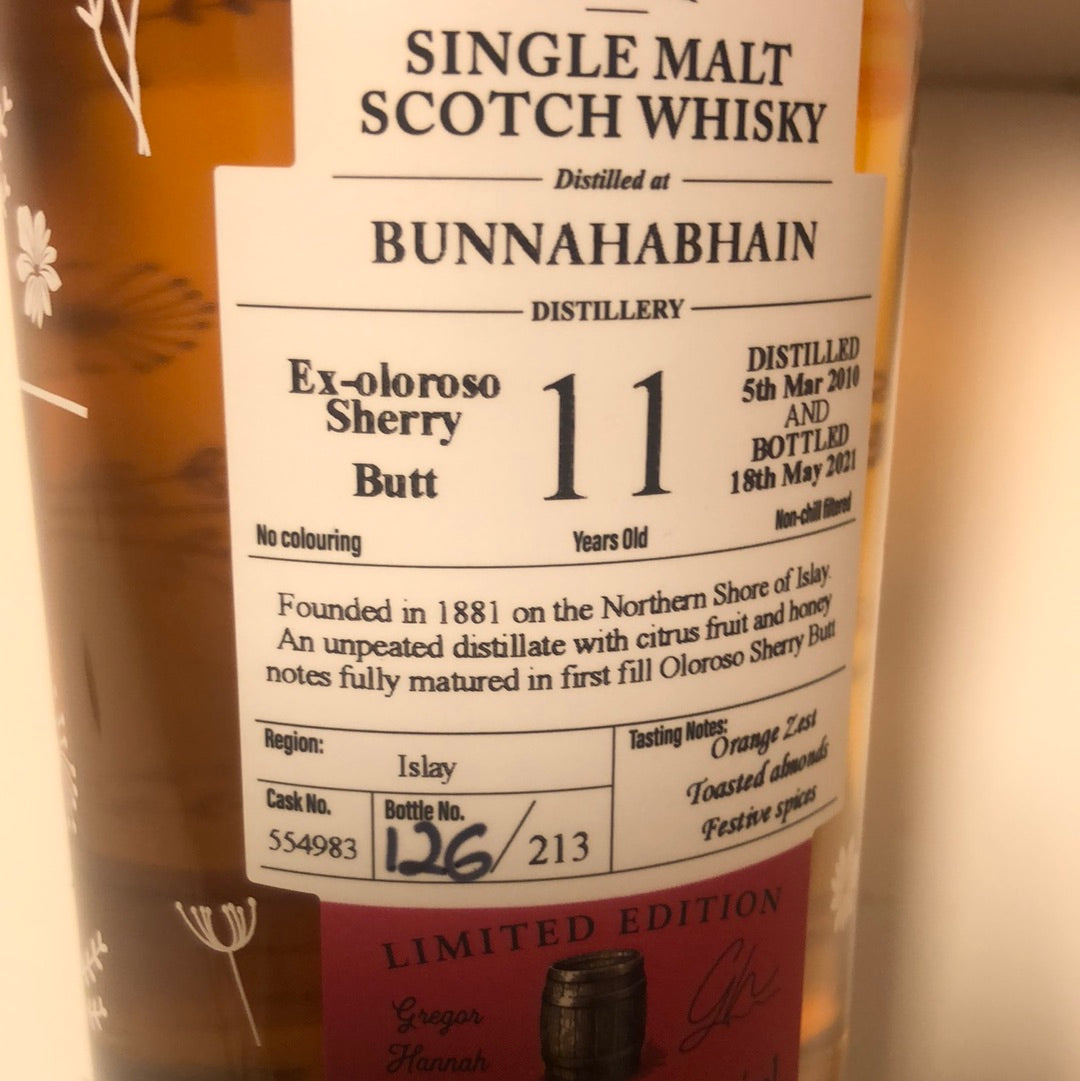 SINGLE MALT
SCOTCH WHISKY
Distilled at
BUNNAHABHAIN
DISTILLERY
Ex-oloroso
Sherry
Butt
No colouring
11
Years Old
DISTILLED
5th Mar 2010
AND
BOTTLED
18th May 2021
Non-chill filtered
Founded in 1881 on the Northern Shore of Islay.
An unpeated distillate with citrus fruit and honey
notes fully matured in first fill Oloroso Sherry Butt
Region:
Islay
Cask No.
554983
Bottle No.
126/213
Tasting Notes:
Orange Zest
Toasted almonds
Festive spices
LIMITED EDITION
Gregor
Hannah